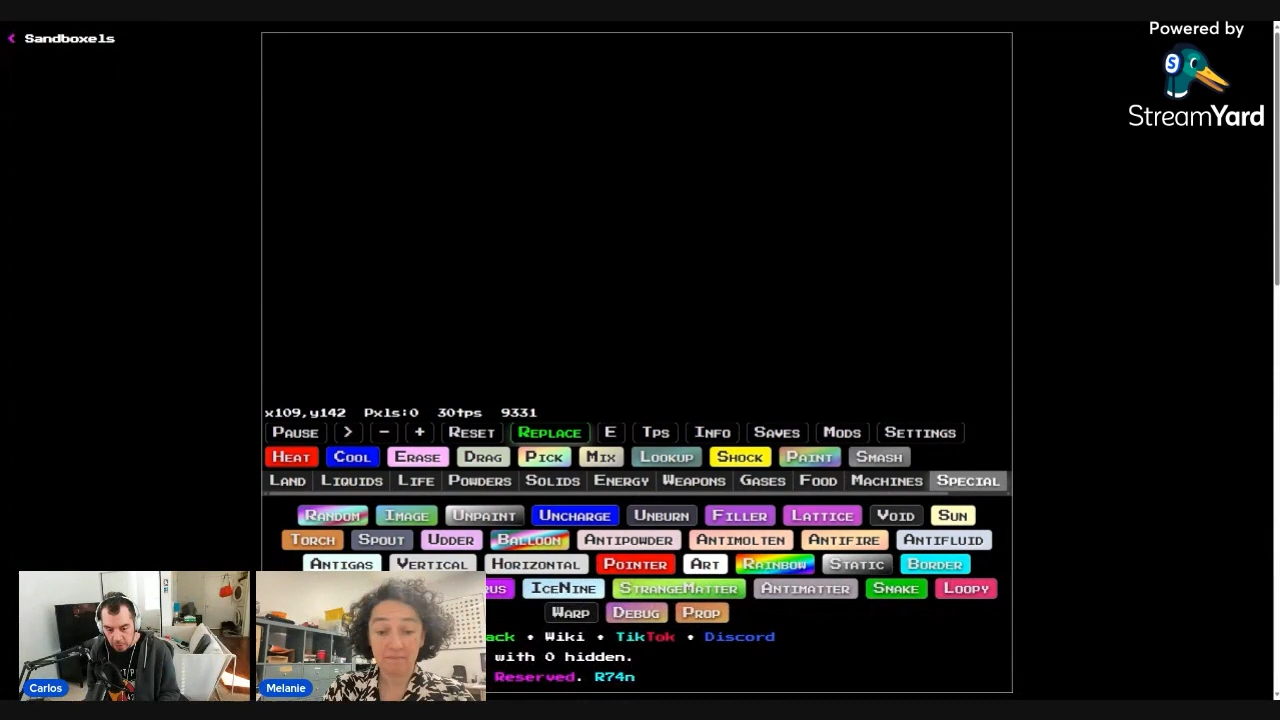 Sandboxels
Powered by
S
StreamYard
x109,y142 Pxls:0 30tps 9331
Pause > - + Reset Replace E Tps Info Saves Mods Settings
Heat Cool Erase Drag Pick Mix Lookup Shock Paint Smash
Land Liquids Life Powders Solids Energy Weapons Gases Food Machines Special
Random Image Unpaint Uncharge Unburn Filler Lattice Void Sun
Torch Spout Udder Balloon Antipowder Antimolten Antifire Antifluid
Antigas Vertical Horizontal Pointer Art Rainbow Static Border
rus IceNine StrangeMatter Antimatter Snake Loopy
Warp Debug Prop
ack • Wiki • TikTok • Discord
with 0 hidden.
Reserved. R74n
Carlos
Melanie